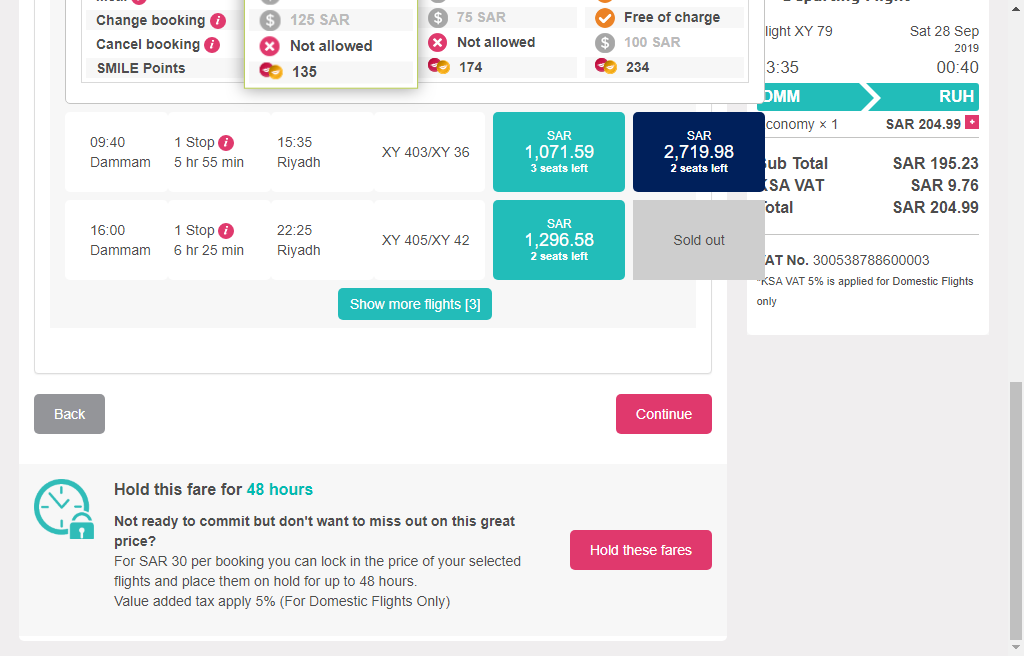 Change booking
125 SAR
75 SAR
Free of charge
Cancel booking
Not allowed
Not allowed
100 SAR
SMILE Points
135
174
234
09:40
Dammam
1 Stop
5 hr 55 min
15:35
Riyadh
XY 403/XY 36
SAR
1,071.59
3 seats left
SAR
2,719.98
2 seats left
16:00
Dammam
1 Stop
6 hr 25 min
22:25
Riyadh
XY 405/XY 42
SAR
1,296.58
2 seats left
Sold out
Show more flights [3]
Back
Continue
Hold this fare for 48 hours
Not ready to commit but don't want to miss out on this great
price?
For SAR 30 per booking you can lock in the price of your selected
flights and place them on hold for up to 48 hours.
Value added tax apply 5% (For Domestic Flights Only)
Hold these fares
light XY 79
Sat 28 Sep
2019
3:35
00:40
DMM
RUH
conomy × 1
SAR 204.99
ub Total
SAR 195.23
KSA VAT
SAR 9.76
otal
SAR 204.99
AT No. 300538788600003
*KSA VAT 5% is applied for Domestic Flights
only